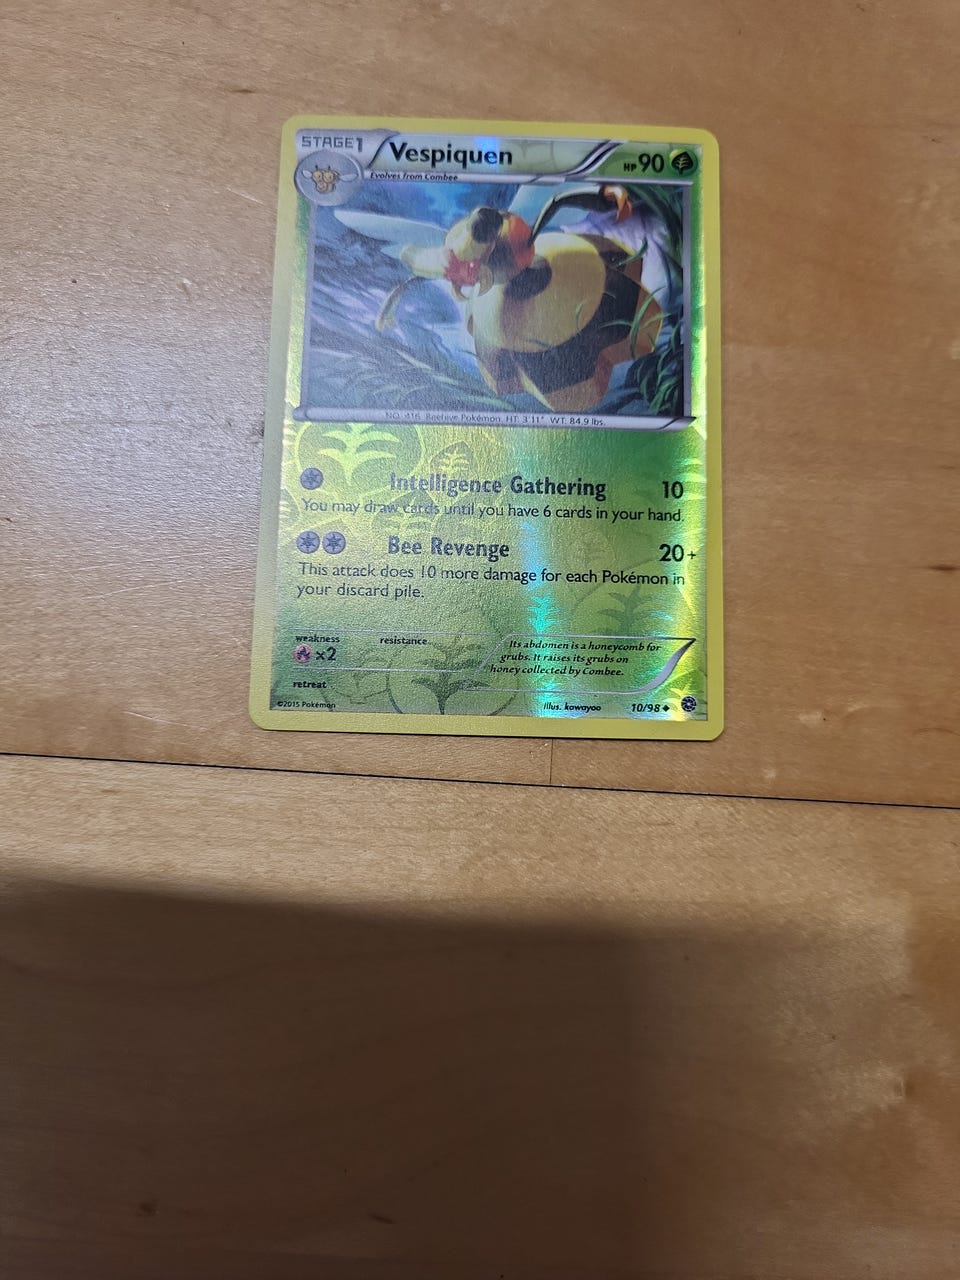 STAGE1 Vespiquen HP 90
Evolves from Combee
NO. 416 Beehive Pokémon HT: 3'11" WT: 84.9 lbs.
Intelligence Gathering 10
You may draw cards until you have 6 cards in your hand.
Bee Revenge 20+
This attack does 10 more damage for each Pokémon in
your discard pile.
weakness resistance
×2
retreat
Its abdomen is a honeycomb for
grubs. It raises its grubs on
honey collected by Combee.
©2015 Pokémon Illus. kawayoo 10/98